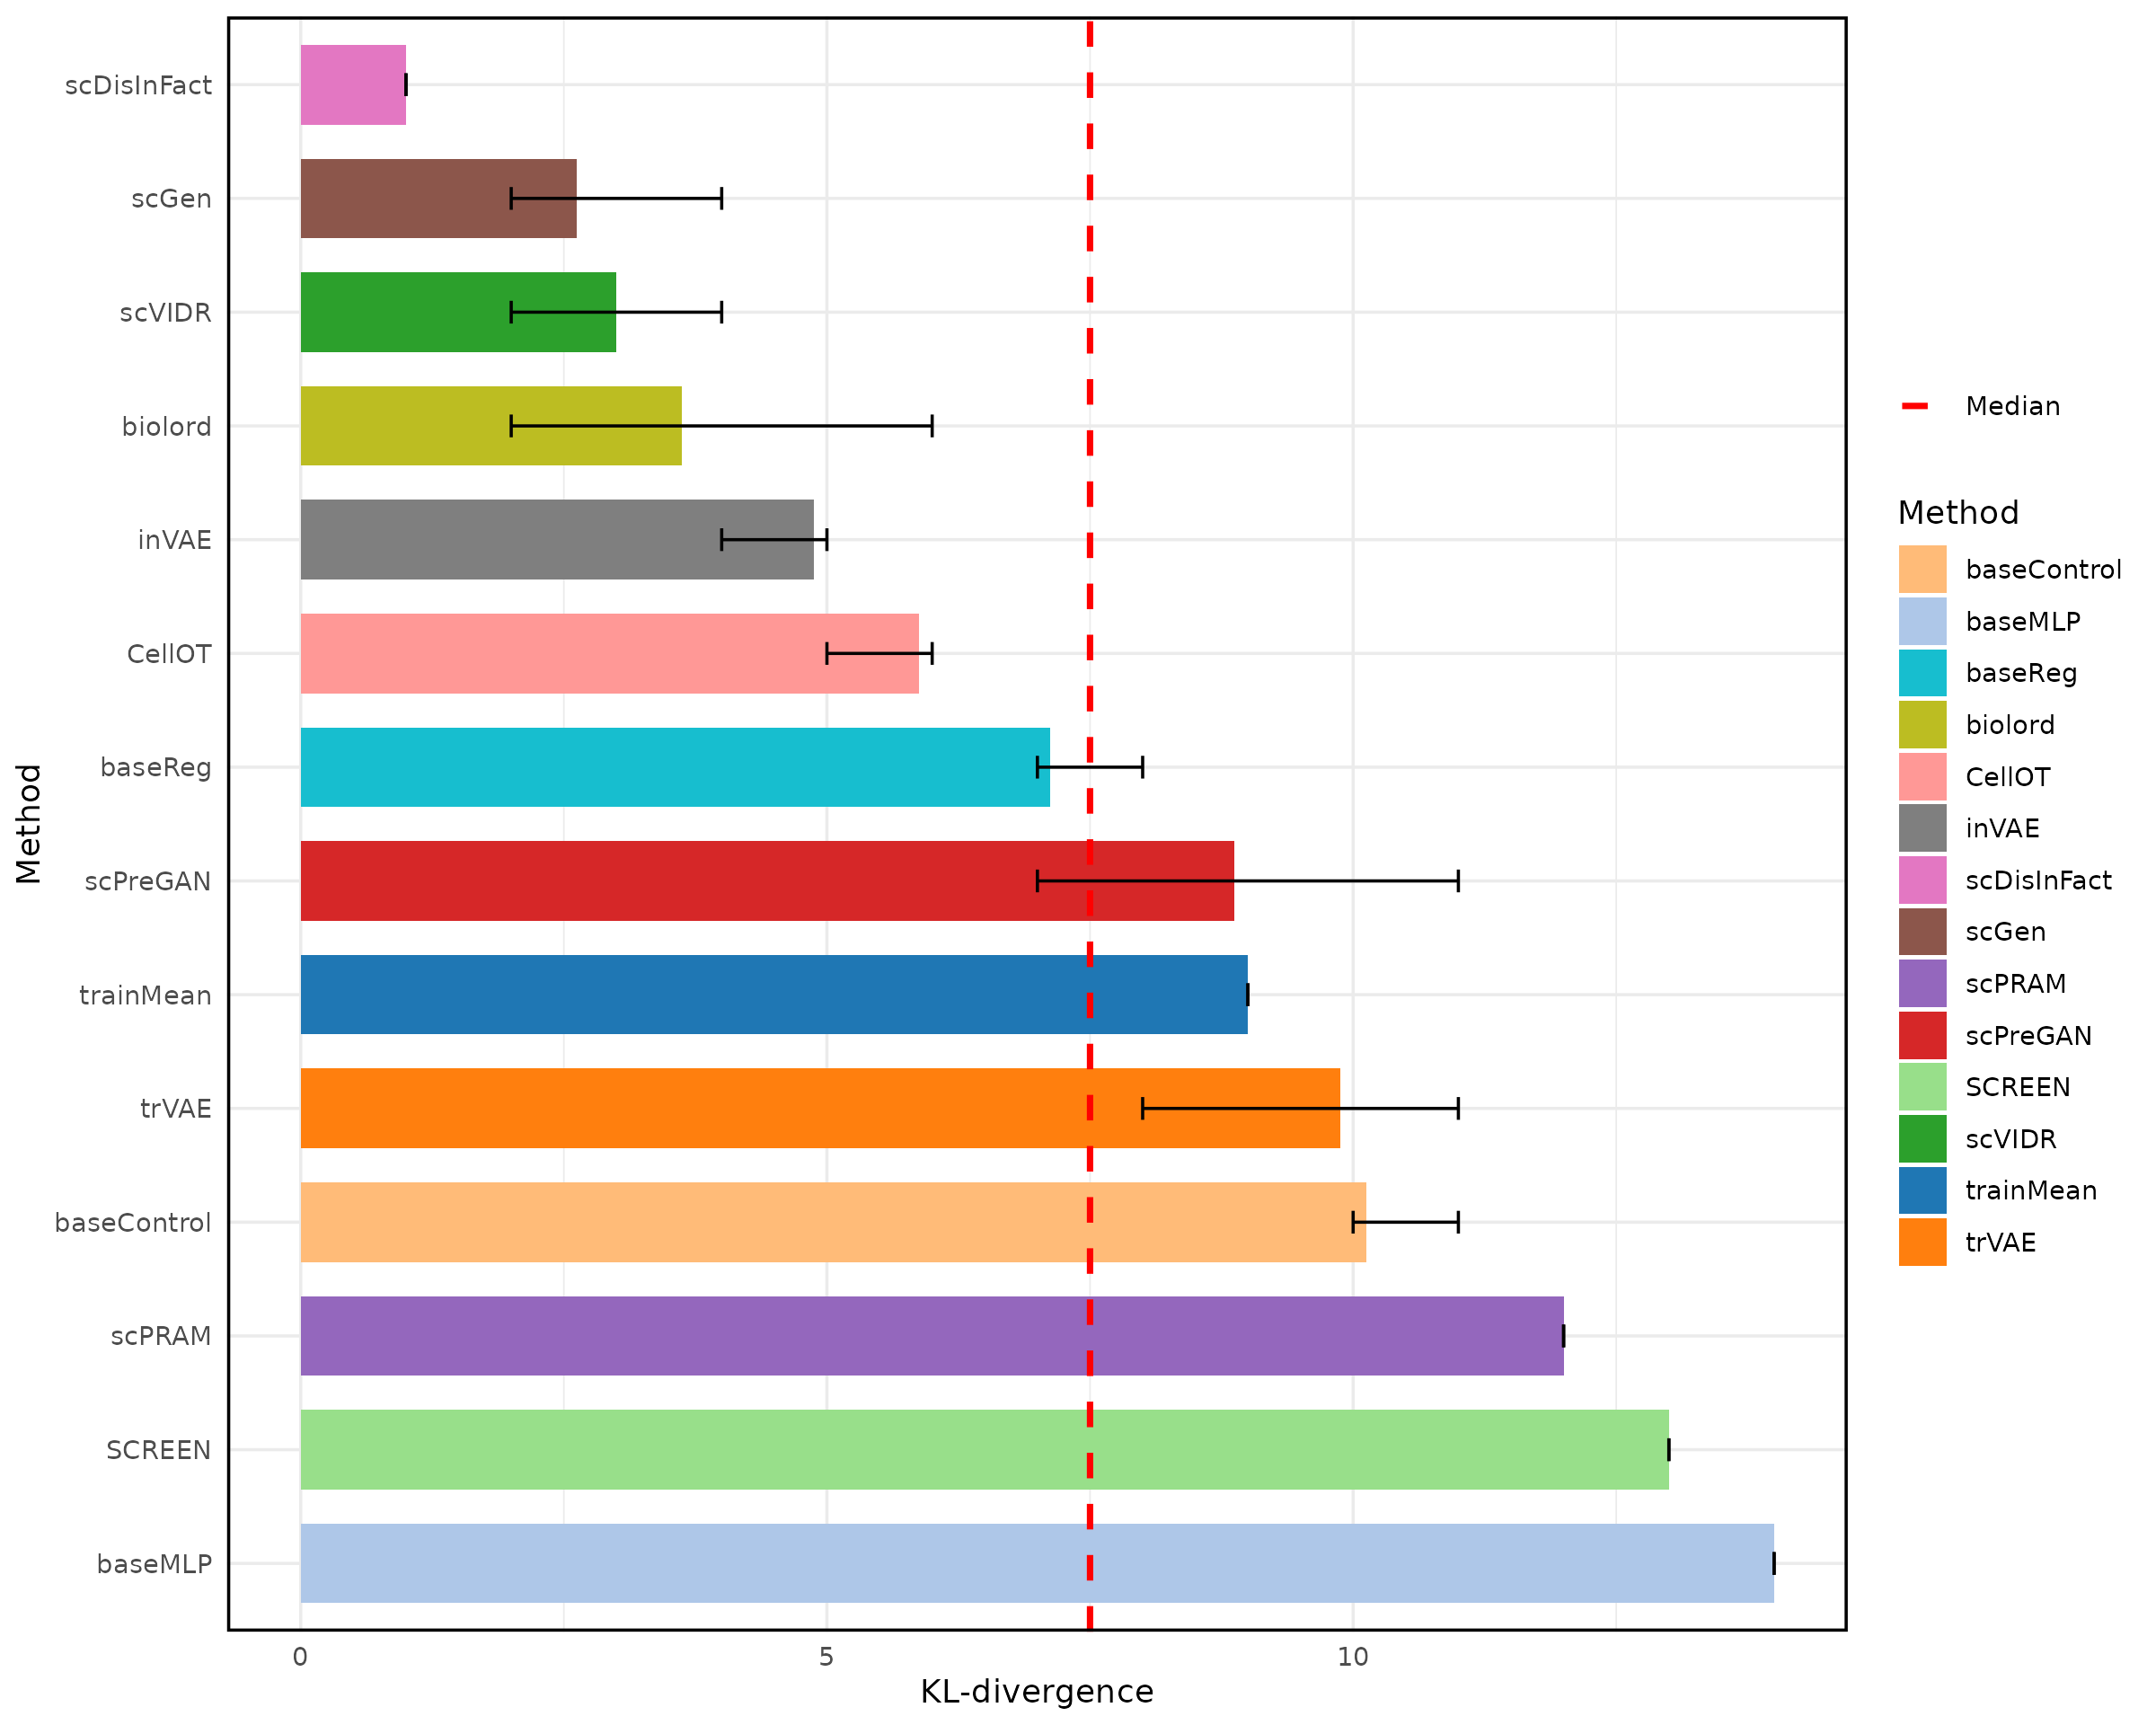 scDisInFact
scGen
scVIDR
biolord
inVAE
CellOT
baseReg
scPreGAN
trainMean
trVAE
baseControl
scPRAM
SCREEN
baseMLP
Method
0 5 10
KL-divergence
Median
Method
baseControl
baseMLP
baseReg
biolord
CellOT
inVAE
scDisInFact
scGen
scPRAM
scPreGAN
SCREEN
scVIDR
trainMean
trVAE